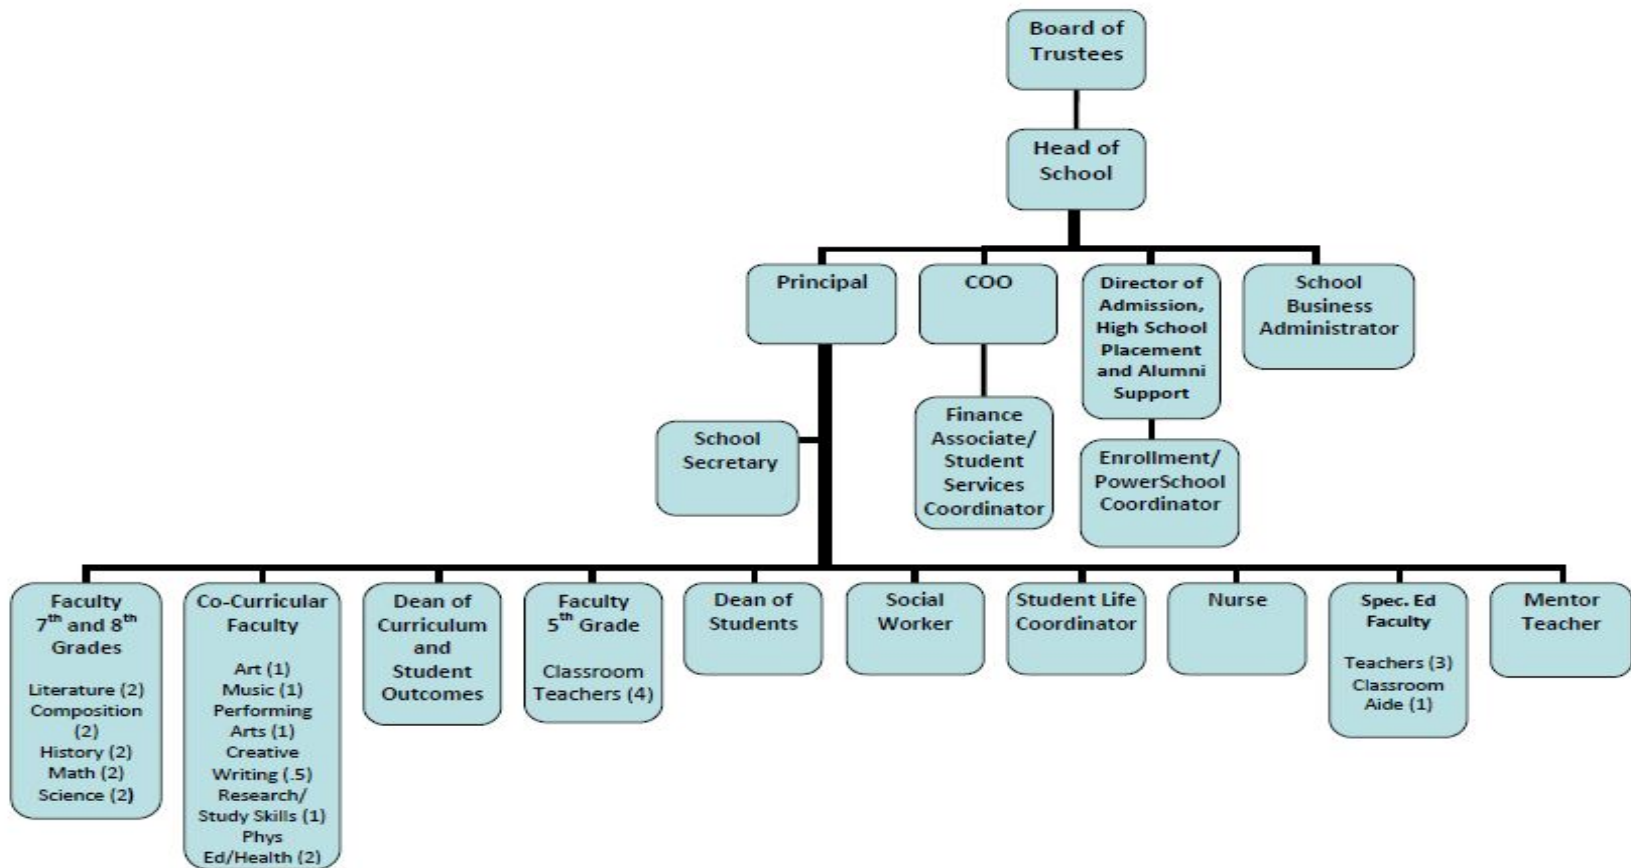 Board of
Trustees
Head of
School
Principal
COO
Director of
Admission,
High School
Placement
and Alumni
Support
School
Business
Administrator
School
Secretary
Finance
Associate/
Student
Services
Coordinator
Enrollment/
PowerSchool
Coordinator
Faculty
7th and 8th
Grades
Literature (2)
Composition
(2)
History (2)
Math (2)
Science (2)
Co-Curricular
Faculty
Art (1)
Music (1)
Performing
Arts (1)
Creative
Writing (.5)
Research/
Study Skills (1)
Phys
Ed/Health (2)
Dean of
Curriculum
and
Student
Outcomes
Faculty
5th Grade
Classroom
Teachers (4)
Dean of
Students
Social
Worker
Student Life
Coordinator
Nurse
Spec. Ed
Faculty
Teachers (3)
Classroom
Aide (1)
Mentor
Teacher